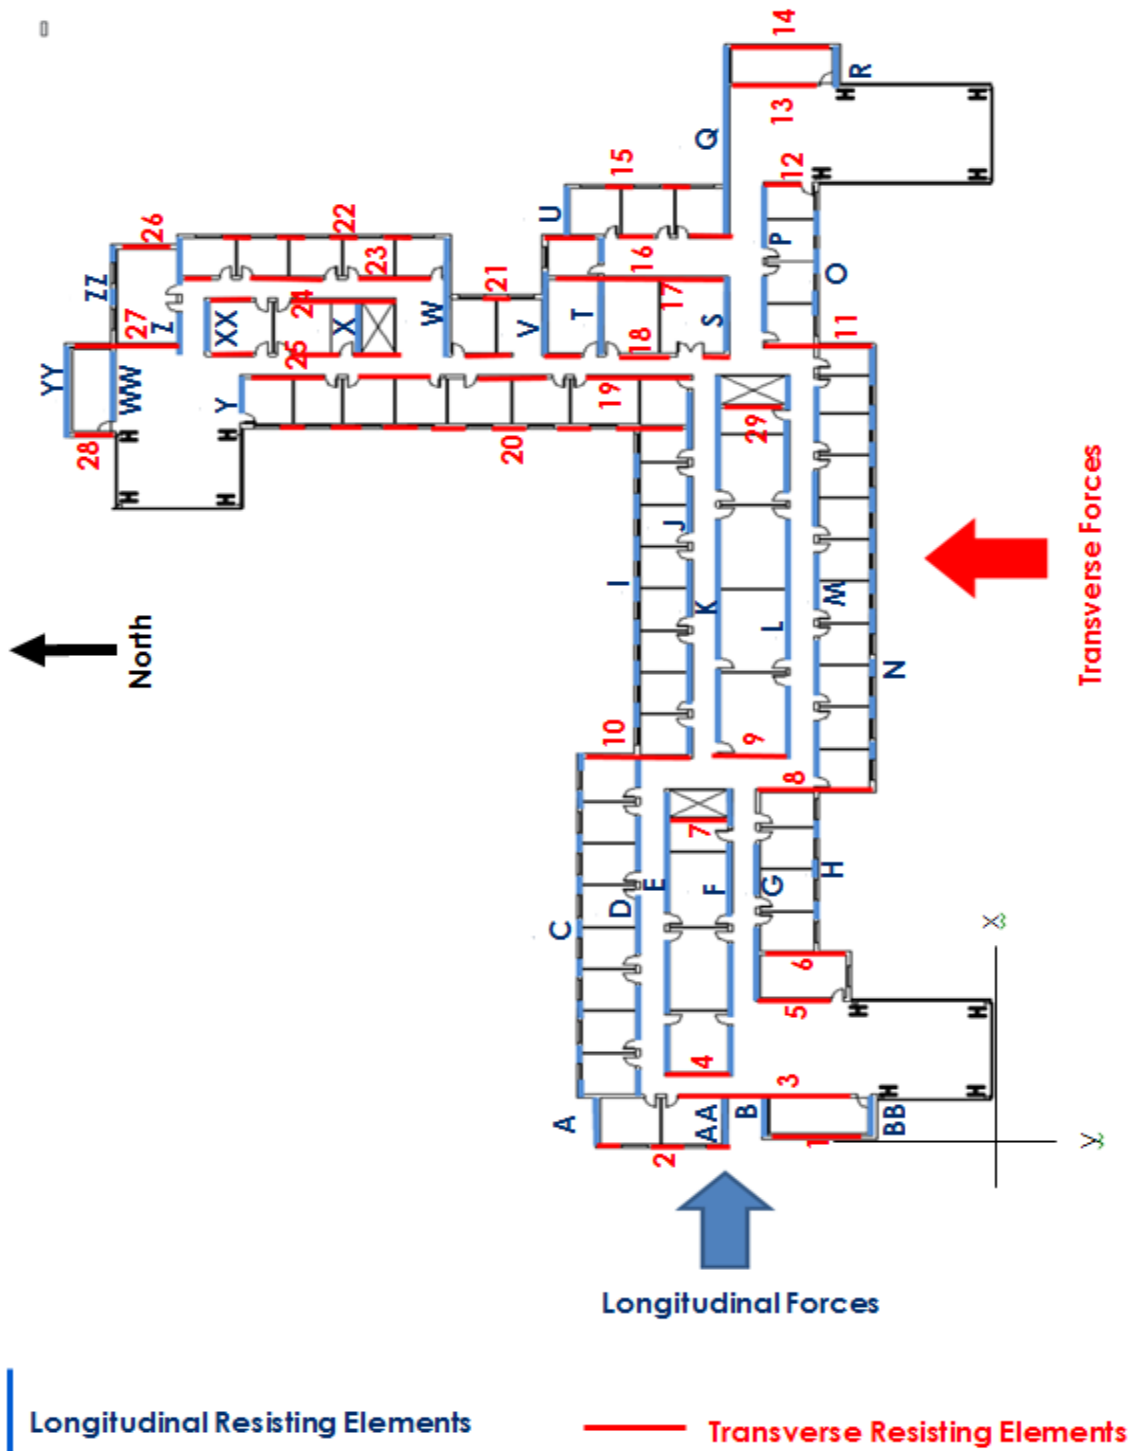 14
R
13
Q
12
15
U
P
O
16
26
22
23
ZZ
27
Z
24
XX
X
W
21
V
T
17
S
18
11
25
YY
WW
Y
19
28
20
29
J
I
K
L
M
N
Transverse Forces
North
10
9
8
7
E
F
G
H
C
D
6
5
4
3
A
AA
B
BB
2
1
X
Y
Longitudinal Forces
Longitudinal Resisting Elements
Transverse Resisting Elements